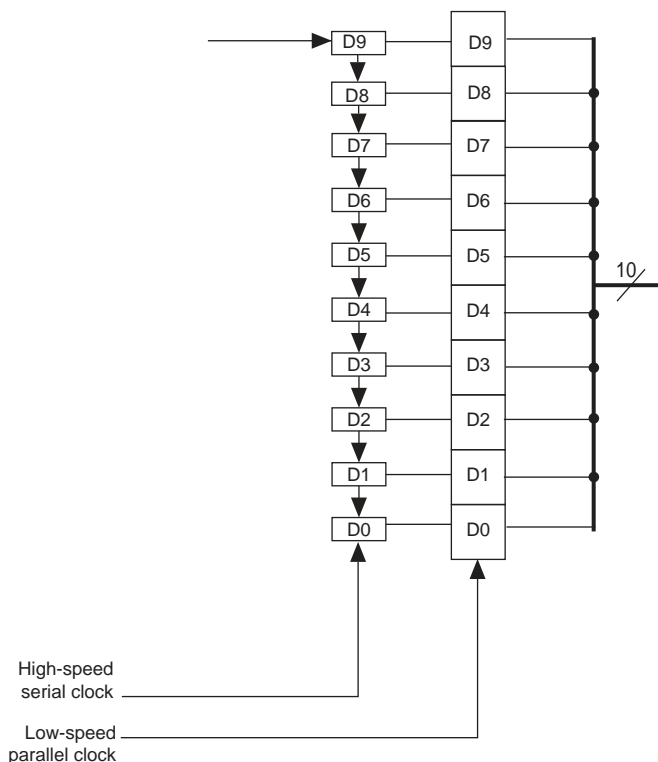 D9 D9
D8 D8
D7 D7
D6 D6
D5 D5
10
D4 D4
D3 D3
D2 D2
D1 D1
D0 D0
High-speed
serial clock
Low-speed
parallel clock